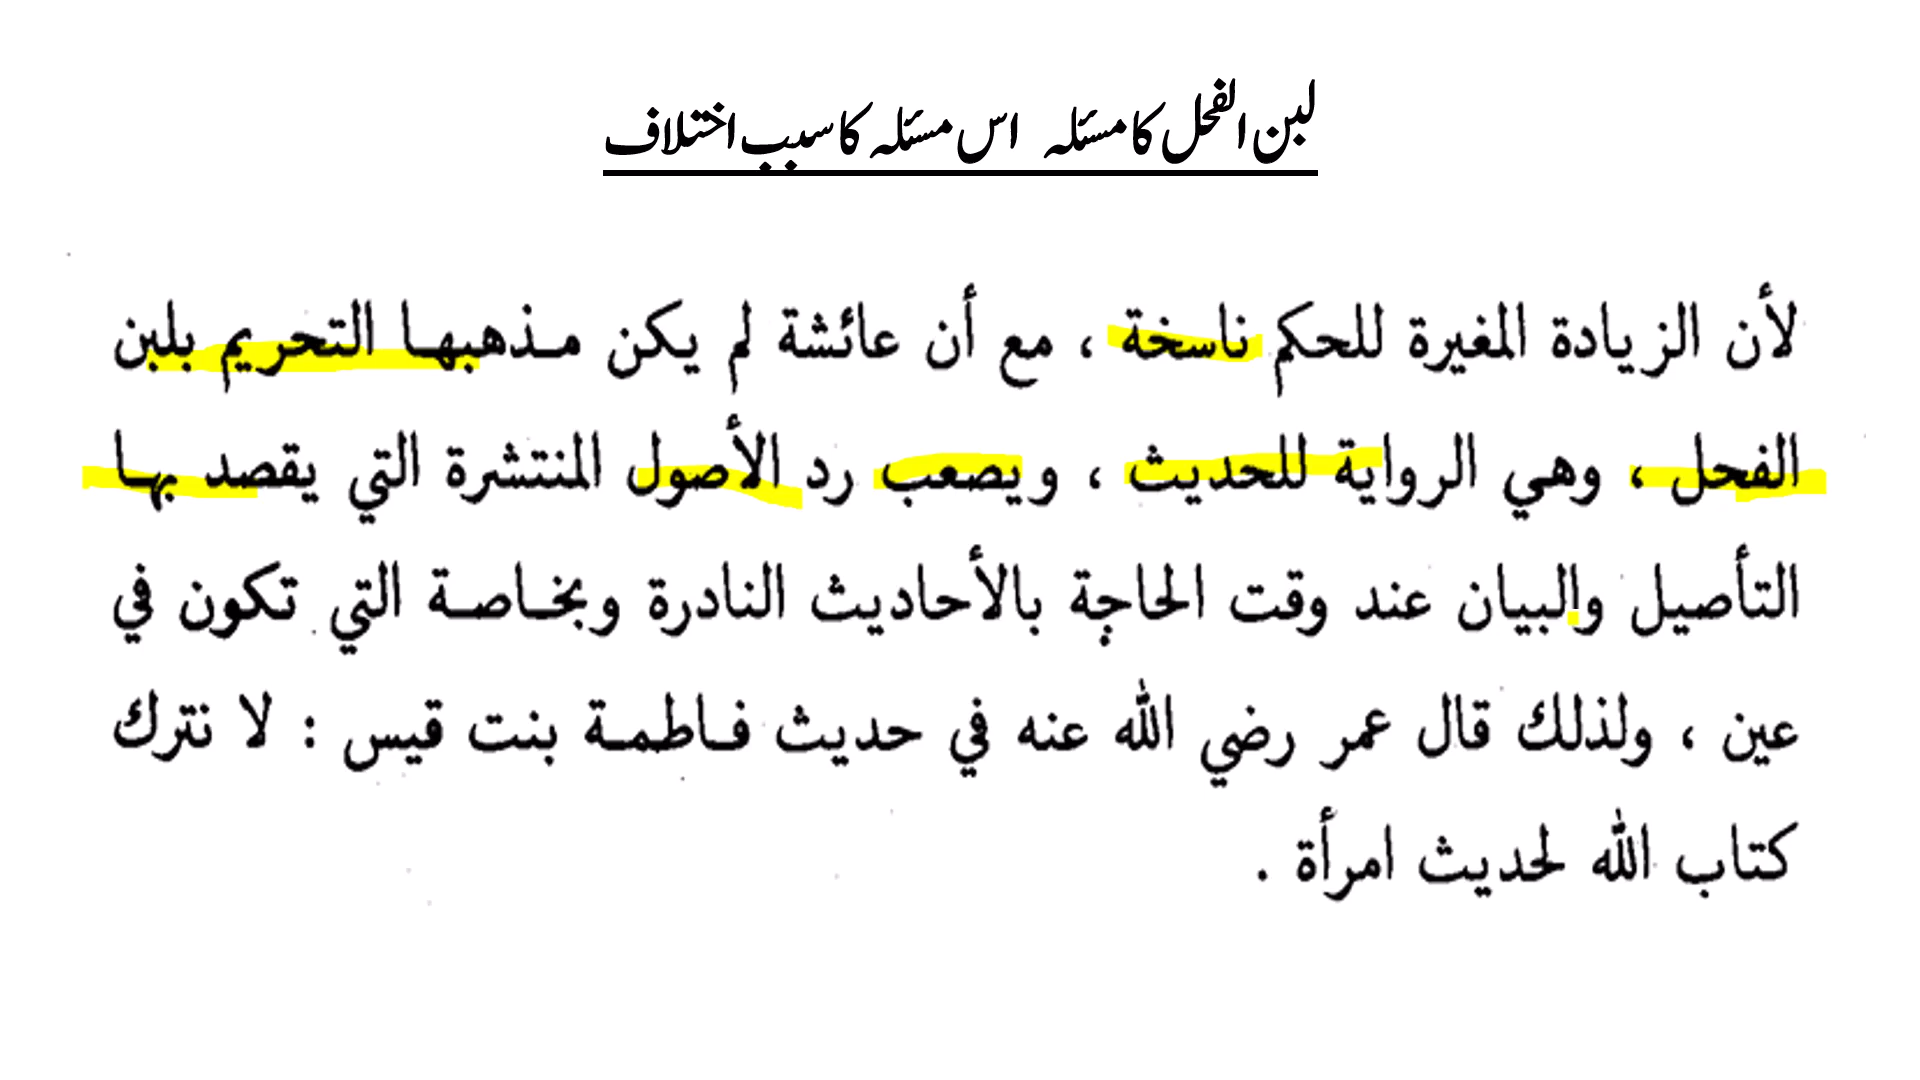 لبن الفحل کا مسئلہ اس مسئلہ کا سبب اختلاف
لأن الزيادة المغيرة للحكم ناسخة ، مع أن عائشة لم يكن مذهبها التحريم بلبن
الفحل ، وهي الرواية للحديث ، ويصعب رد الأصول المنتشرة التي يقصد بها
التأصيل والبيان عند وقت الحاجة بالأحاديث النادرة وبخاصة التي تكون في
عين ، ولذلك قال عمر رضي الله عنه في حديث فاطمة بنت قيس : لا نترك
كتاب الله لحديث امرأة .